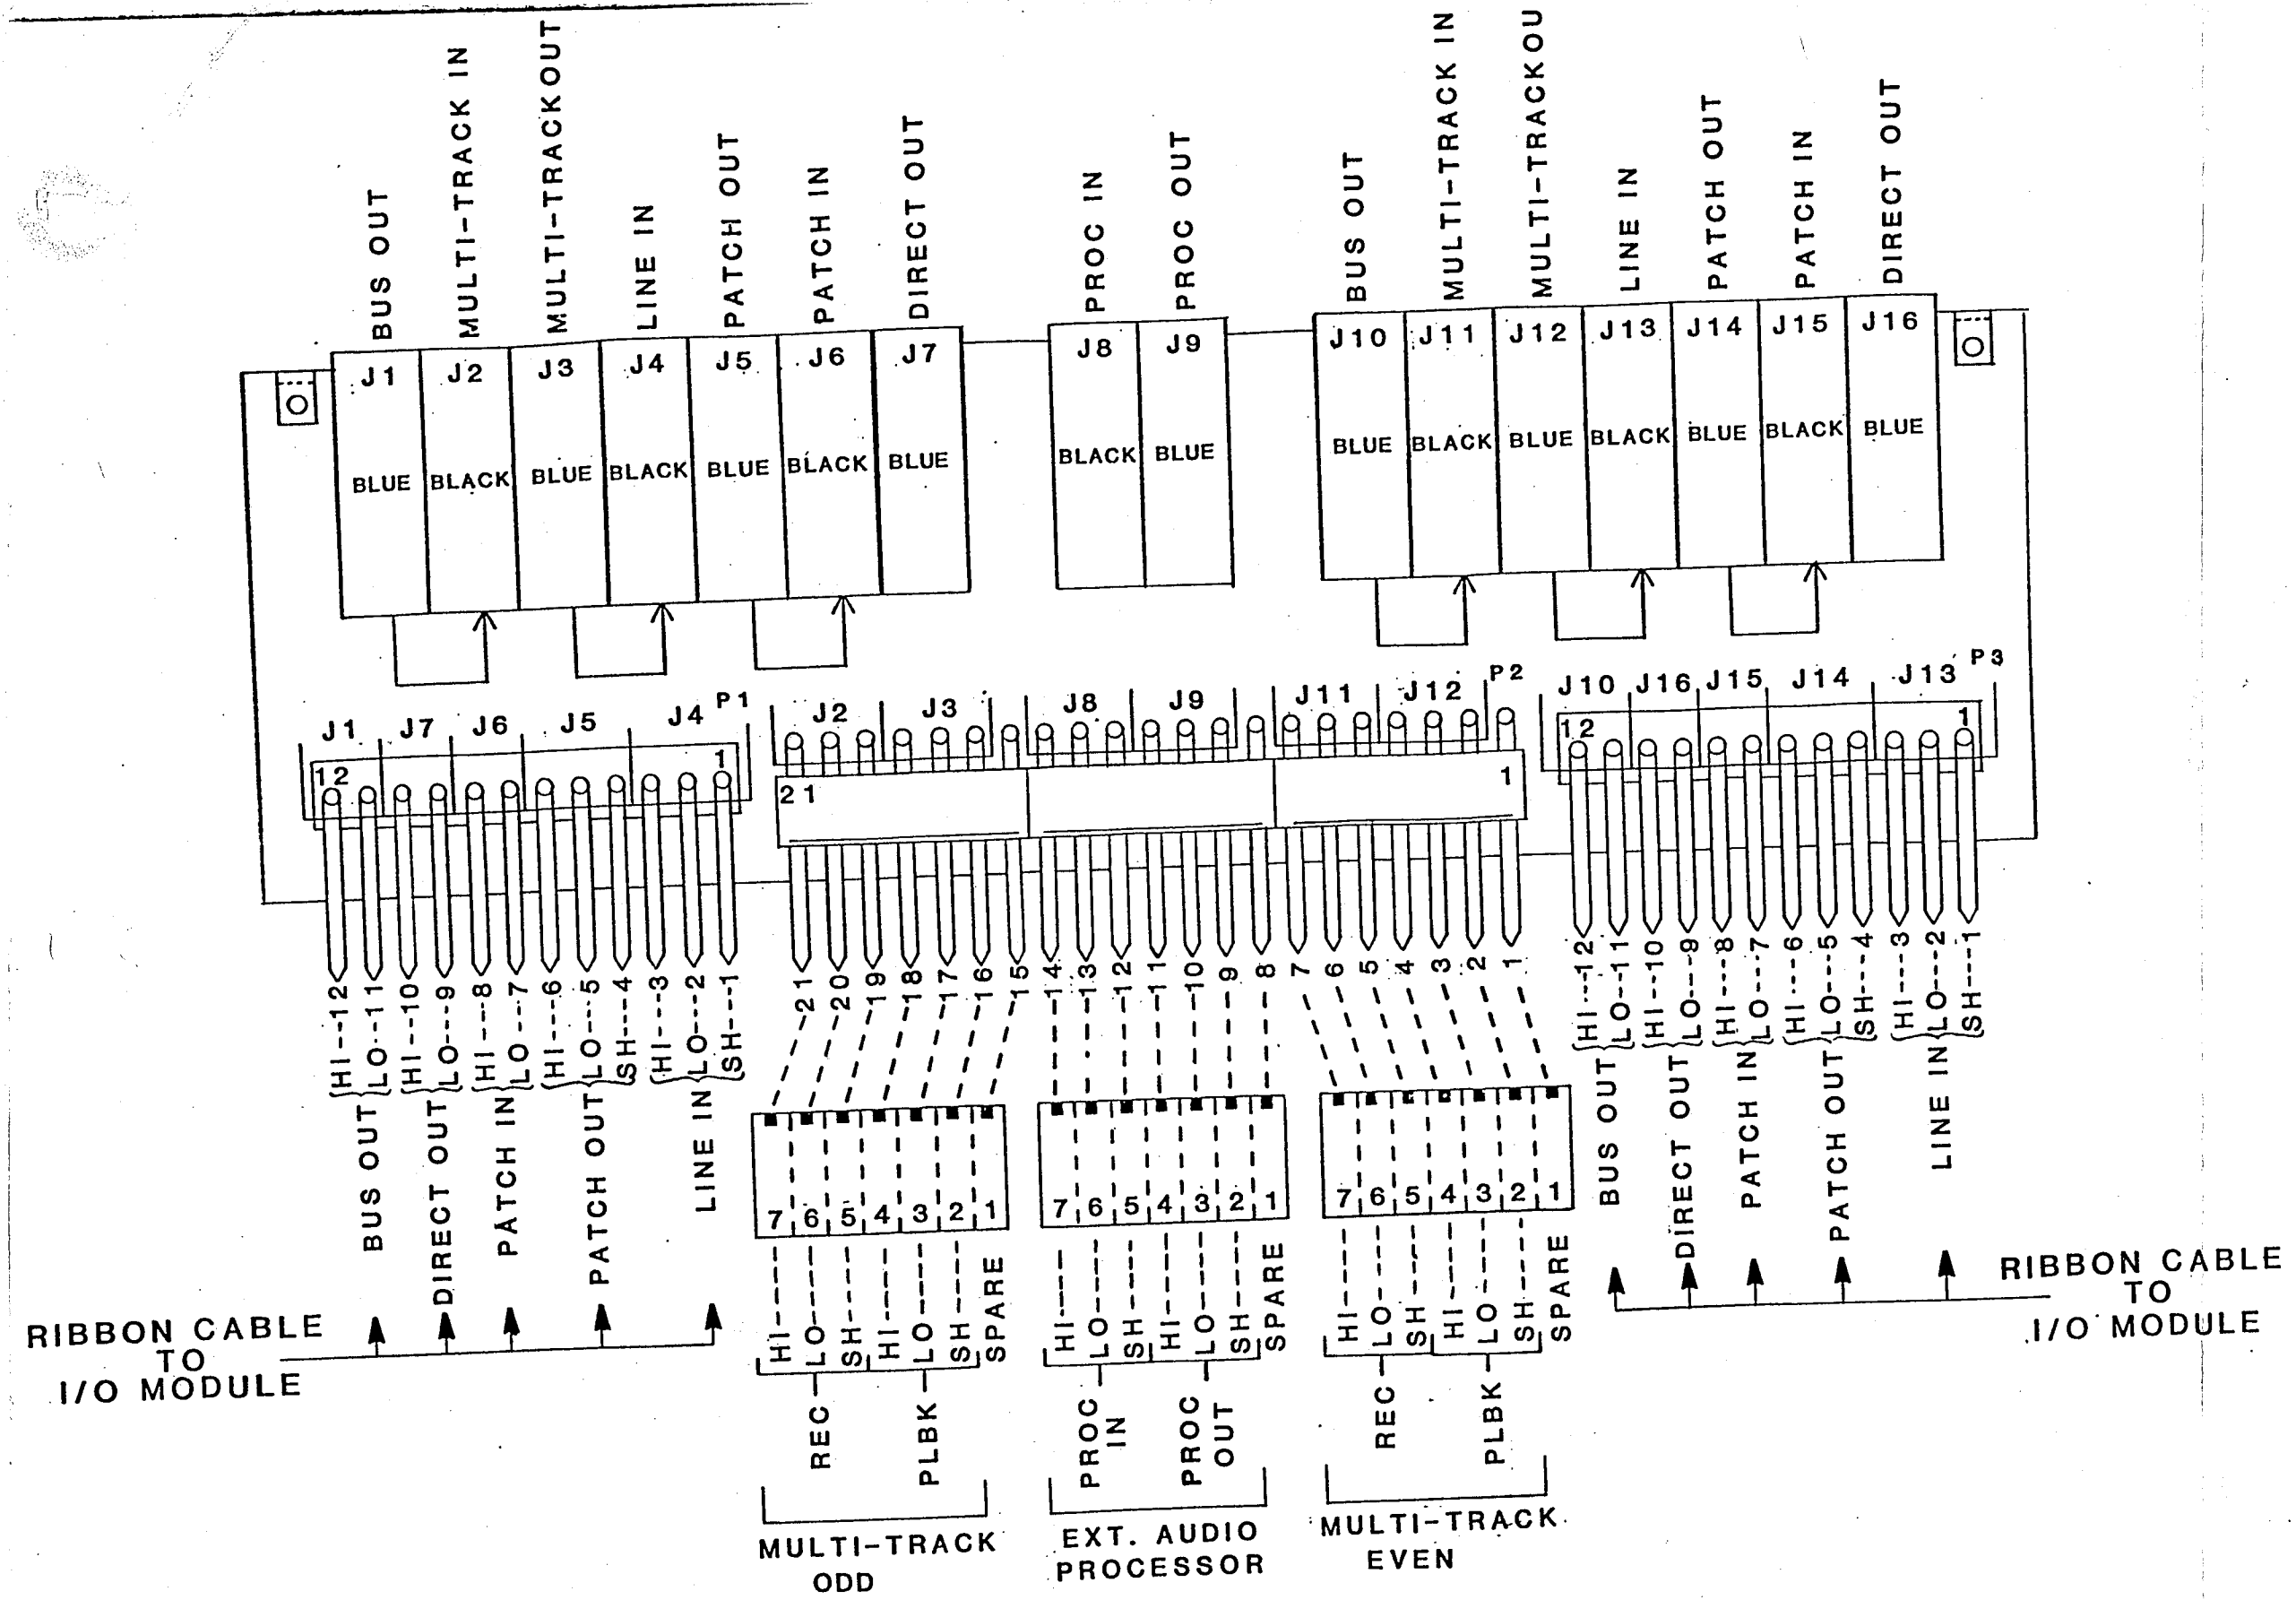 BUS OUT
MULTI-TRACK IN
MULTI-TRACKOUT
LINE IN
PATCH OUT
PATCH IN
DIRECT OUT
PROC IN
PROC OUT
BUS OUT
MULTI-TRACK IN
MULTI-TRACKOU
LINE IN
PATCH OUT
PATCH IN
DIRECT OUT
J1 J2 J3 J4 J5 J6 J7 J8 J9 J10 J11 J12 J13 J14 J15 J16
BLUE BLACK BLUE BLACK BLUE BLACK BLUE BLACK BLUE BLUE BLACK BLUE BLACK BLUE BLACK BLUE
J1 J7 J6 J5 J4 P1
J2 J3 J8 J9 J11 J12 P2
J10 J16 J15 J14 J13 P3
12 1
21 1
12 1
HI--12
LO--11
HI--10
LO---9
HI---8
LO---7
HI---6
LO---5
SH---4
HI---3
LO---2
SH---1
21 20 19 18 17 16 15 14 13 12 11 10 9 8 7 6 5 4 3 2 1
HI---12
LO--11
HI--10
LO---9
HI---8
LO---7
HI---6
LO---5
SH---4
HI---3
LO---2
SH---1
BUS OUT
DIRECT OUT
PATCH IN
PATCH OUT
LINE IN
7 6 5 4 3 2 1
7 6 5 4 3 2 1
7 6 5 4 3 2 1
BUS OUT
DIRECT OUT
PATCH IN
PATCH OUT
LINE IN
HI
LO
SH
HI
LO
SH
SPARE
HI
LO
SH
HI
LO
SH
SPARE
HI
LO
SH
HI
LO
SH
SPARE
RIBBON CABLE
TO
I/O MODULE
RIBBON CABLE
TO
I/O MODULE
REC
PLBK
PROC
IN
PROC
OUT
REC
PLBK
MULTI-TRACK
ODD
EXT. AUDIO
PROCESSOR
MULTI-TRACK
EVEN